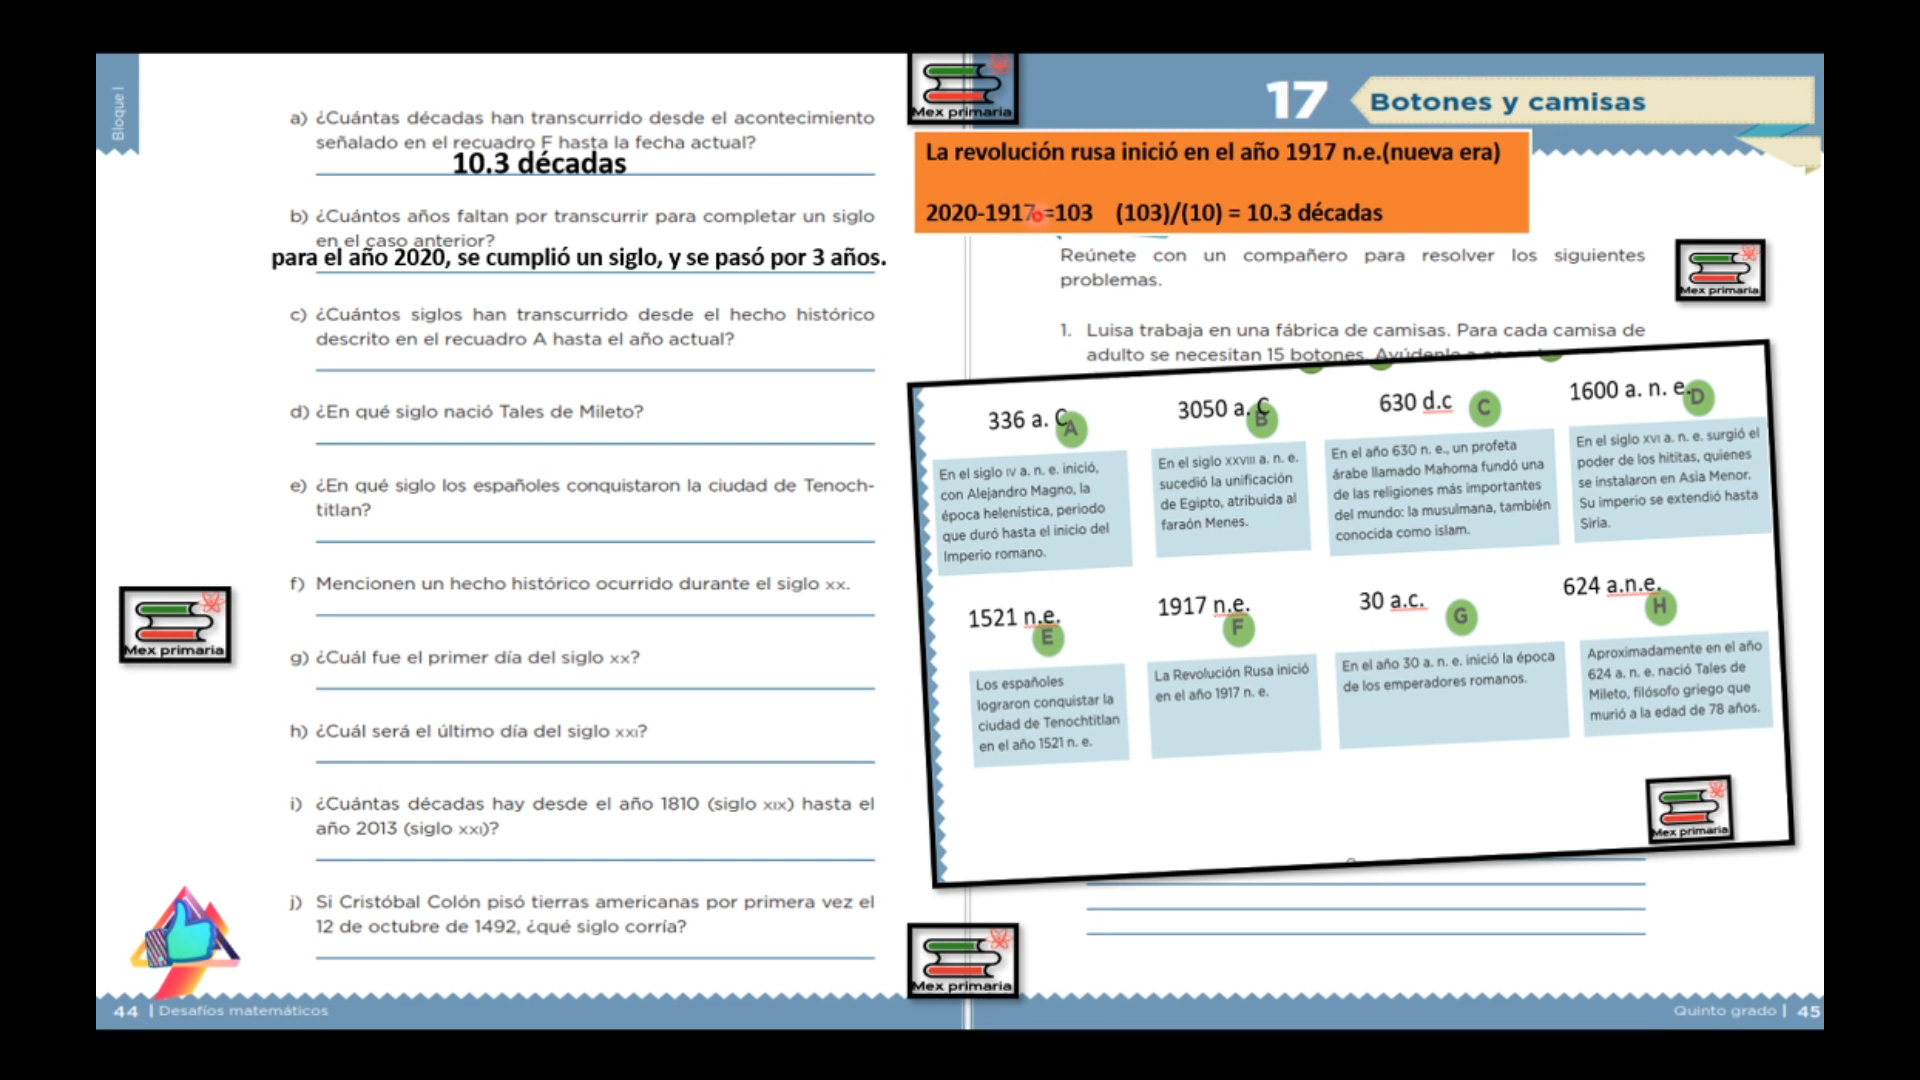 Bloque I
a) ¿Cuántas décadas han transcurrido desde el acontecimiento
señalado en el recuadro F hasta la fecha actual?
10.3 décadas
b) ¿Cuántos años faltan por transcurrir para completar un siglo
en el caso anterior?
para el año 2020, se cumplió un siglo, y se pasó por 3 años.
c) ¿Cuántos siglos han transcurrido desde el hecho histórico
descrito en el recuadro A hasta el año actual?
d) ¿En qué siglo nació Tales de Mileto?
e) ¿En qué siglo los españoles conquistaron la ciudad de Tenoch-
titlan?
f) Mencionen un hecho histórico ocurrido durante el siglo XX.
g) ¿Cuál fue el primer día del siglo XX?
h) ¿Cuál será el último día del siglo XXI?
i) ¿Cuántas décadas hay desde el año 1810 (siglo XIX) hasta el
año 2013 (siglo XXI)?
j) Si Cristóbal Colón pisó tierras americanas por primera vez el
12 de octubre de 1492, ¿qué siglo corría?
Mex primaria
44 | Desafíos matemáticos
Mex primaria
17 Botones y camisas
La revolución rusa inició en el año 1917 n.e.(nueva era)
2020-1917=103 (103)/(10) = 10.3 décadas
Reúnete con un compañero para resolver los siguientes
problemas.
Mex primaria
1. Luisa trabaja en una fábrica de camisas. Para cada camisa de
adulto se necesitan 15 botones.
336 a. C
A
En el siglo IV a. n. e. inició,
con Alejandro Magno, la
época helenística, periodo
que duró hasta el inicio del
Imperio romano.
3050 a. C
B
En el siglo XXVIII a. n. e.
sucedió la unificación
de Egipto, atribuida al
faraón Menes.
630 d.c
C
En el año 630 n. e., un profeta
árabe llamado Mahoma fundó una
de las religiones más importantes
del mundo: la musulmana, también
conocida como islam.
1600 a. n. e.
D
En el siglo XVI a. n. e. surgió el
poder de los hititas, quienes
se instalaron en Asia Menor.
Su imperio se extendió hasta
Siria.
1521 n.e.
E
Los españoles
lograron conquistar la
ciudad de Tenochtitlan
en el año 1521 n. e.
1917 n.e.
F
La Revolución Rusa inició
en el año 1917 n. e.
30 a.c.
G
En el año 30 a. n. e. inició la época
de los emperadores romanos.
624 a.n.e.
H
Aproximadamente en el año
624 a. n. e. nació Tales de
Mileto, filósofo griego que
murió a la edad de 78 años.
Mex primaria
Mex primaria
Quinto grado | 45